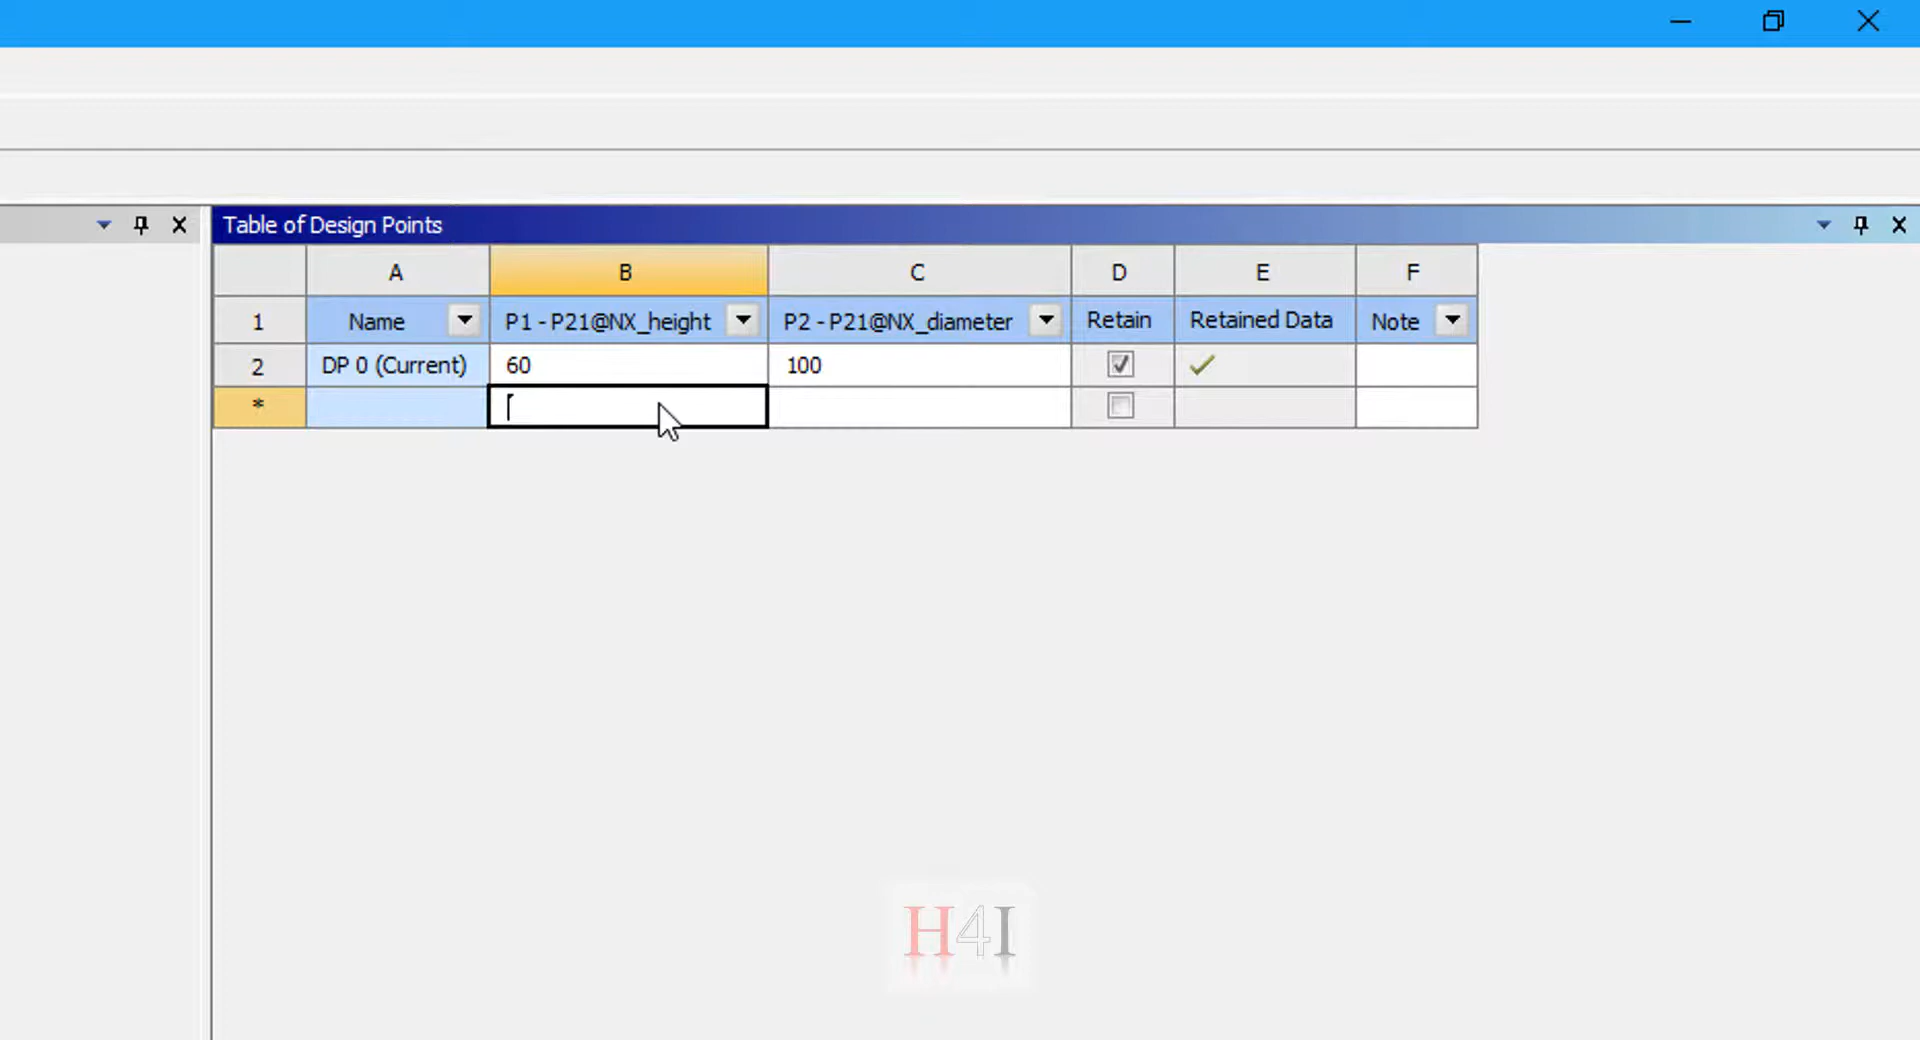 Table of Design Points
A B C D E F
1 Name P1 - P21@NX_height P2 - P21@NX_diameter Retain Retained Data Note
2 DP 0 (Current) 60 100
*
H4I